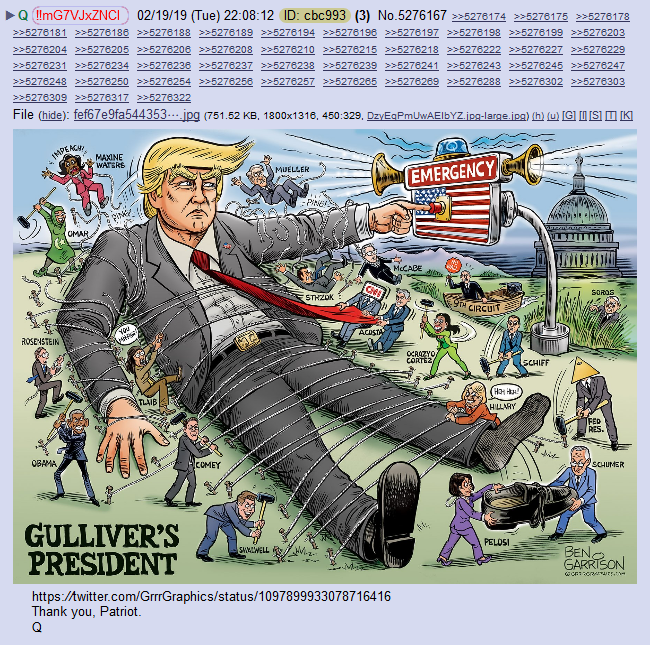 ▶ Q !!mG7VJxZNCI 02/19/19 (Tue) 22:08:12 ID: cbc993 (3) No.5276167 >>5276174 >>5276175 >>5276178
>>5276181 >>5276186 >>5276188 >>5276189 >>5276194 >>5276196 >>5276197 >>5276198 >>5276199 >>5276203
>>5276204 >>5276205 >>5276206 >>5276208 >>5276210 >>5276215 >>5276218 >>5276222 >>5276227 >>5276229
>>5276231 >>5276234 >>5276236 >>5276237 >>5276238 >>5276239 >>5276241 >>5276243 >>5276245 >>5276247
>>5276248 >>5276250 >>5276254 >>5276256 >>5276257 >>5276265 >>5276269 >>5276288 >>5276302 >>5276303
>>5276309 >>5276317 >>5276322
File (hide): fef67e9fa544353⋯.jpg (751.52 KB, 1800x1316, 450:329, DzyEqPmUwAEIbYZ.jpg-large.jpg) (h) (u) [G] [I] [S] [T] [K]
IMPEACH!
MAXINE
WATERS
PING!
MUELLER
PING!
Q
EMERGENCY
OMAR
McCABE
STRZOK
CNN
ACOSTA
9TH CIRCUIT
SOROS
ROSENSTEIN
TLAIB
OCRAZYO
CORTEZ
SCHIFF
HEH HEH!
HILLARY
FED
RES.
OBAMA
COMEY
SCHUMER
SWALWELL
PELOSI
GULLIVER'S
PRESIDENT
BEN
GARRISON
https://twitter.com/GrrrGraphics/status/1097899933078716416
Thank you, Patriot.
Q